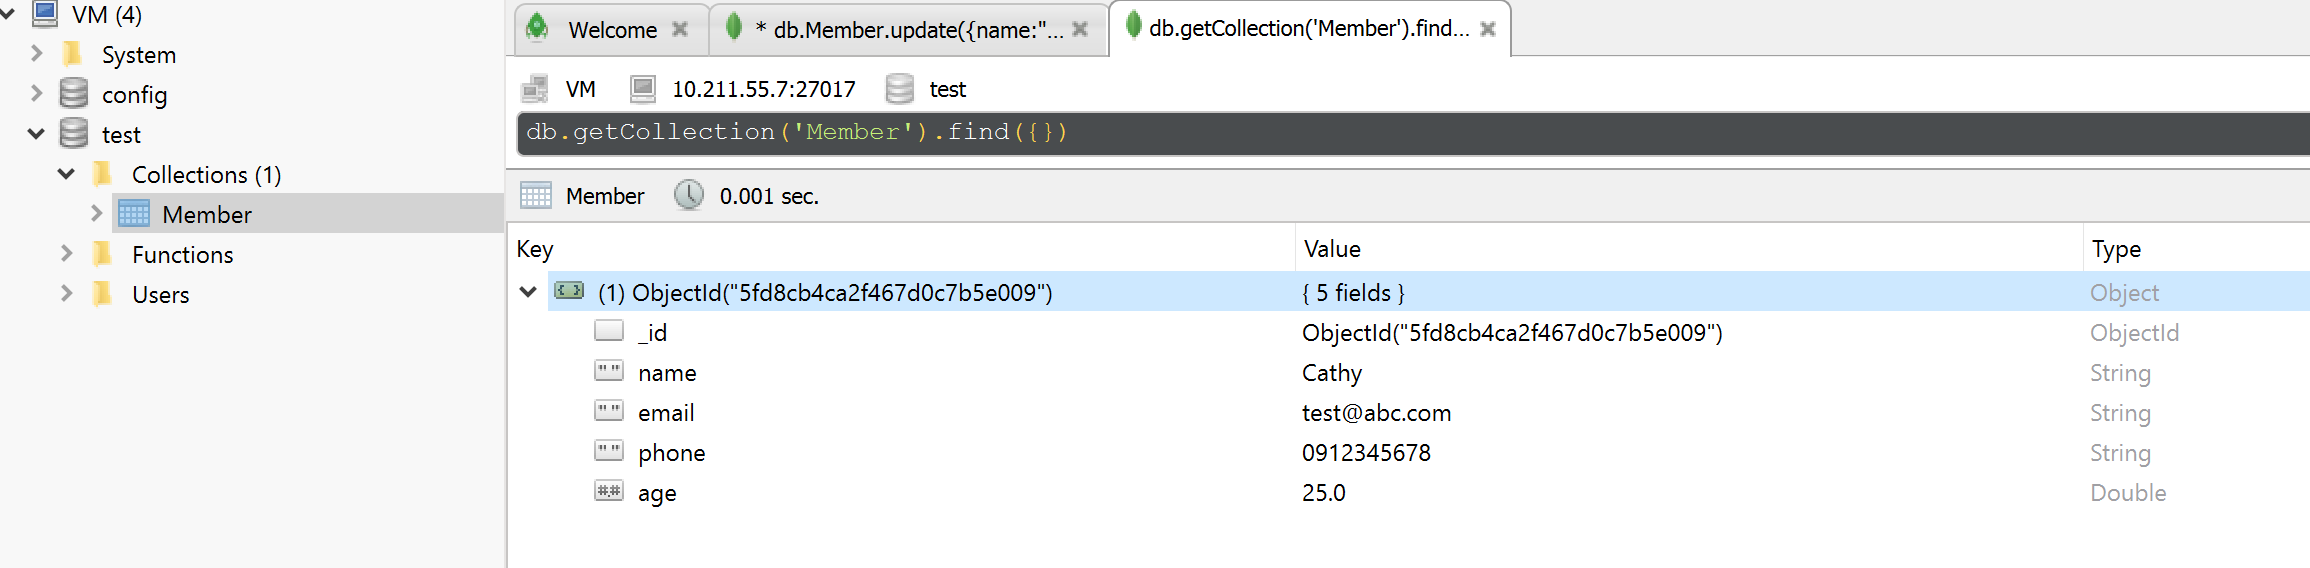 VM (4)
System
config
test
Collections (1)
Member
Functions
Users
Welcome
* db.Member.update({name:"...
db.getCollection('Member').find...
VM 10.211.55.7:27017 test
db.getCollection('Member').find({})
Member 0.001 sec.
Key Value Type
(1) ObjectId("5fd8cb4ca2f467d0c7b5e009") { 5 fields } Object
_id ObjectId("5fd8cb4ca2f467d0c7b5e009") ObjectId
name Cathy String
email test@abc.com String
phone 0912345678 String
age 25.0 Double